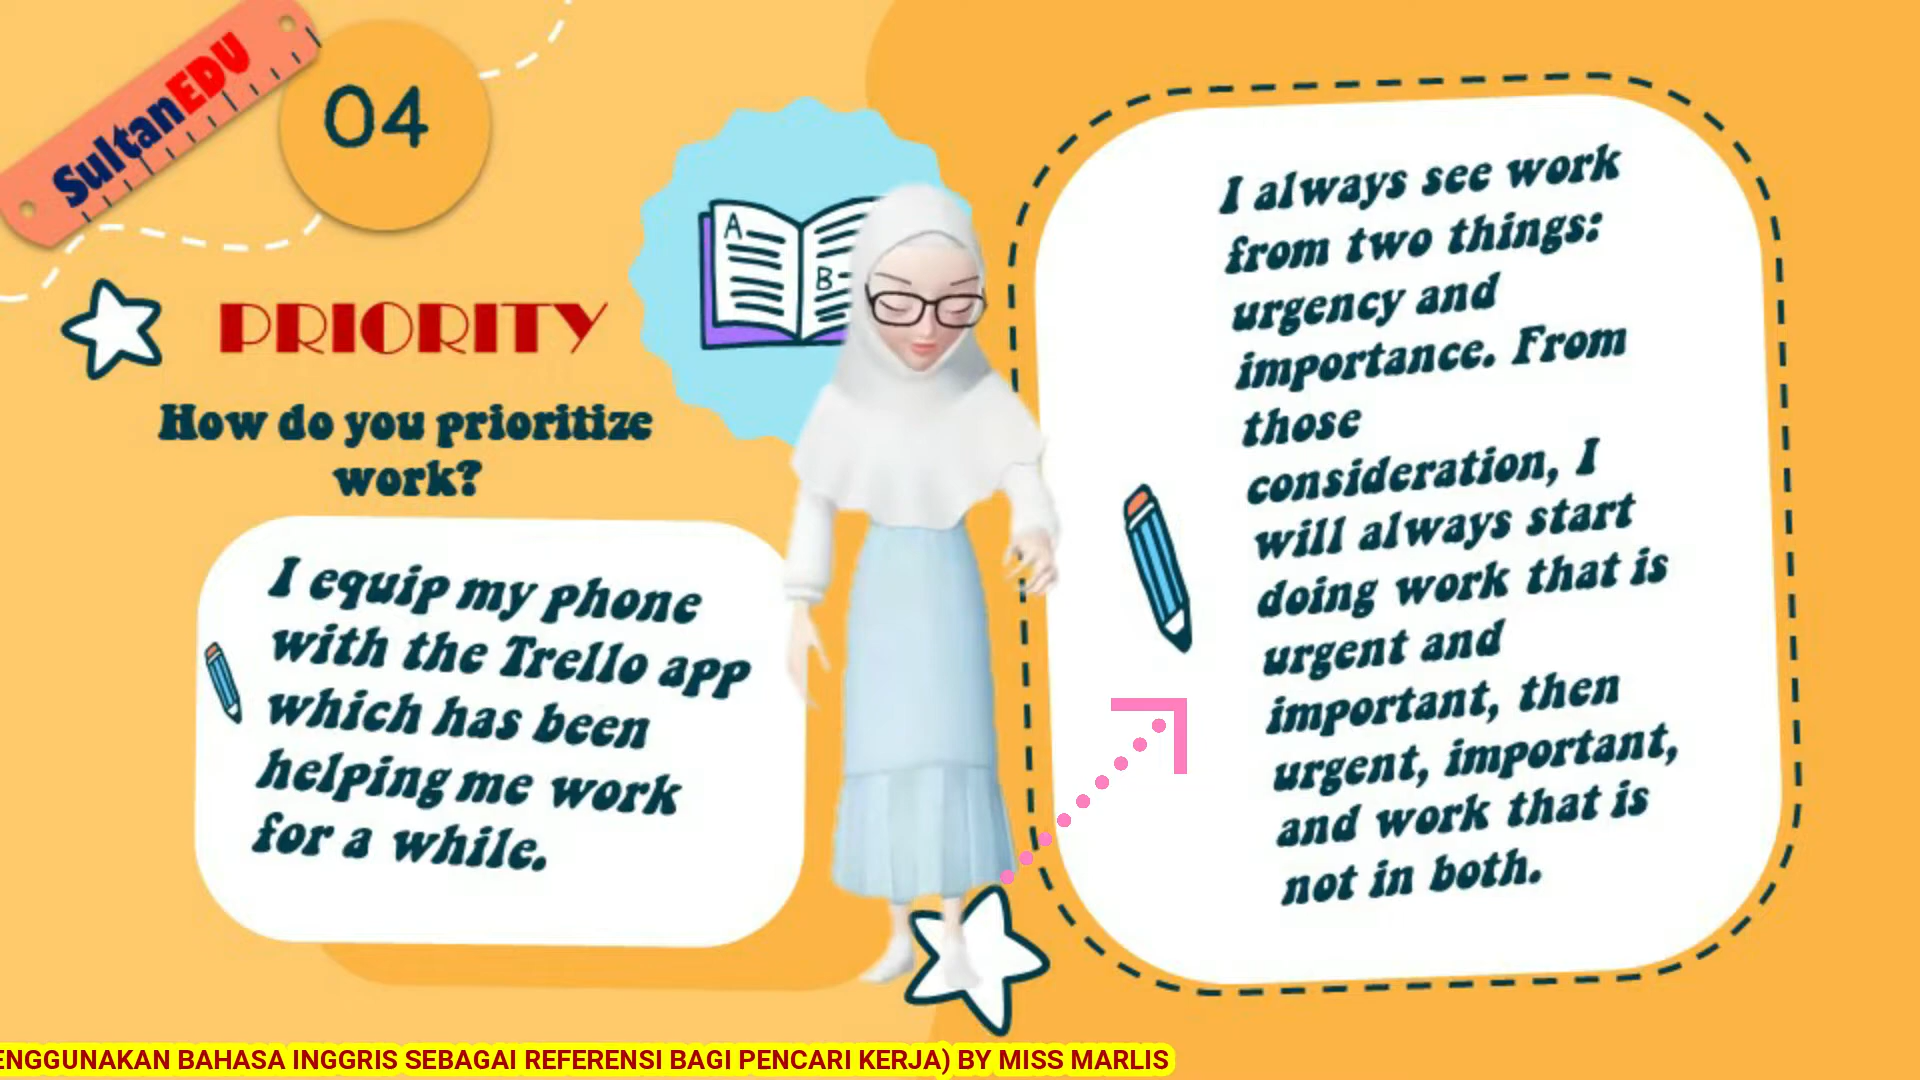 SultanEDU
04
PRIORITY
How do you prioritize
work?
I equip my phone
with the Trello app
which has been
helping me work
for a while.
A
B
I always see work
from two things:
urgency and
importance. From
those
consideration, I
will always start
doing work that is
urgent and
important, then
urgent, important,
and work that is
not in both.
ENGGUNAKAN BAHASA INGGRIS SEBAGAI REFERENSI BAGI PENCARI KERJA) BY MISS MARLIS